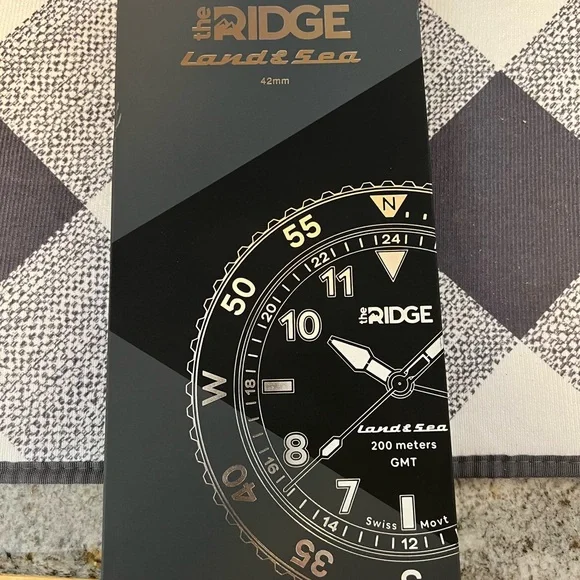 the RIDGE
Land & Sea
42mm
N
55
24
22
11
50
20
the RIDGE
10
W
18
Land & Sea
8
200 meters
16
GMT
40
7
Swiss Movt
14
12
35